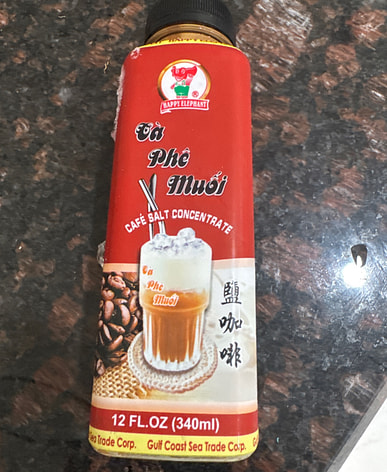 HAPPY ELEPHANT
Cà
Phê
Muối
CAFÉ SALT CONCENTRATE
Cà
Phê
Muối
鹽咖啡
12 FL.OZ (340ml)
Sea Trade Corp. Gulf Coast Sea Trade Corp.